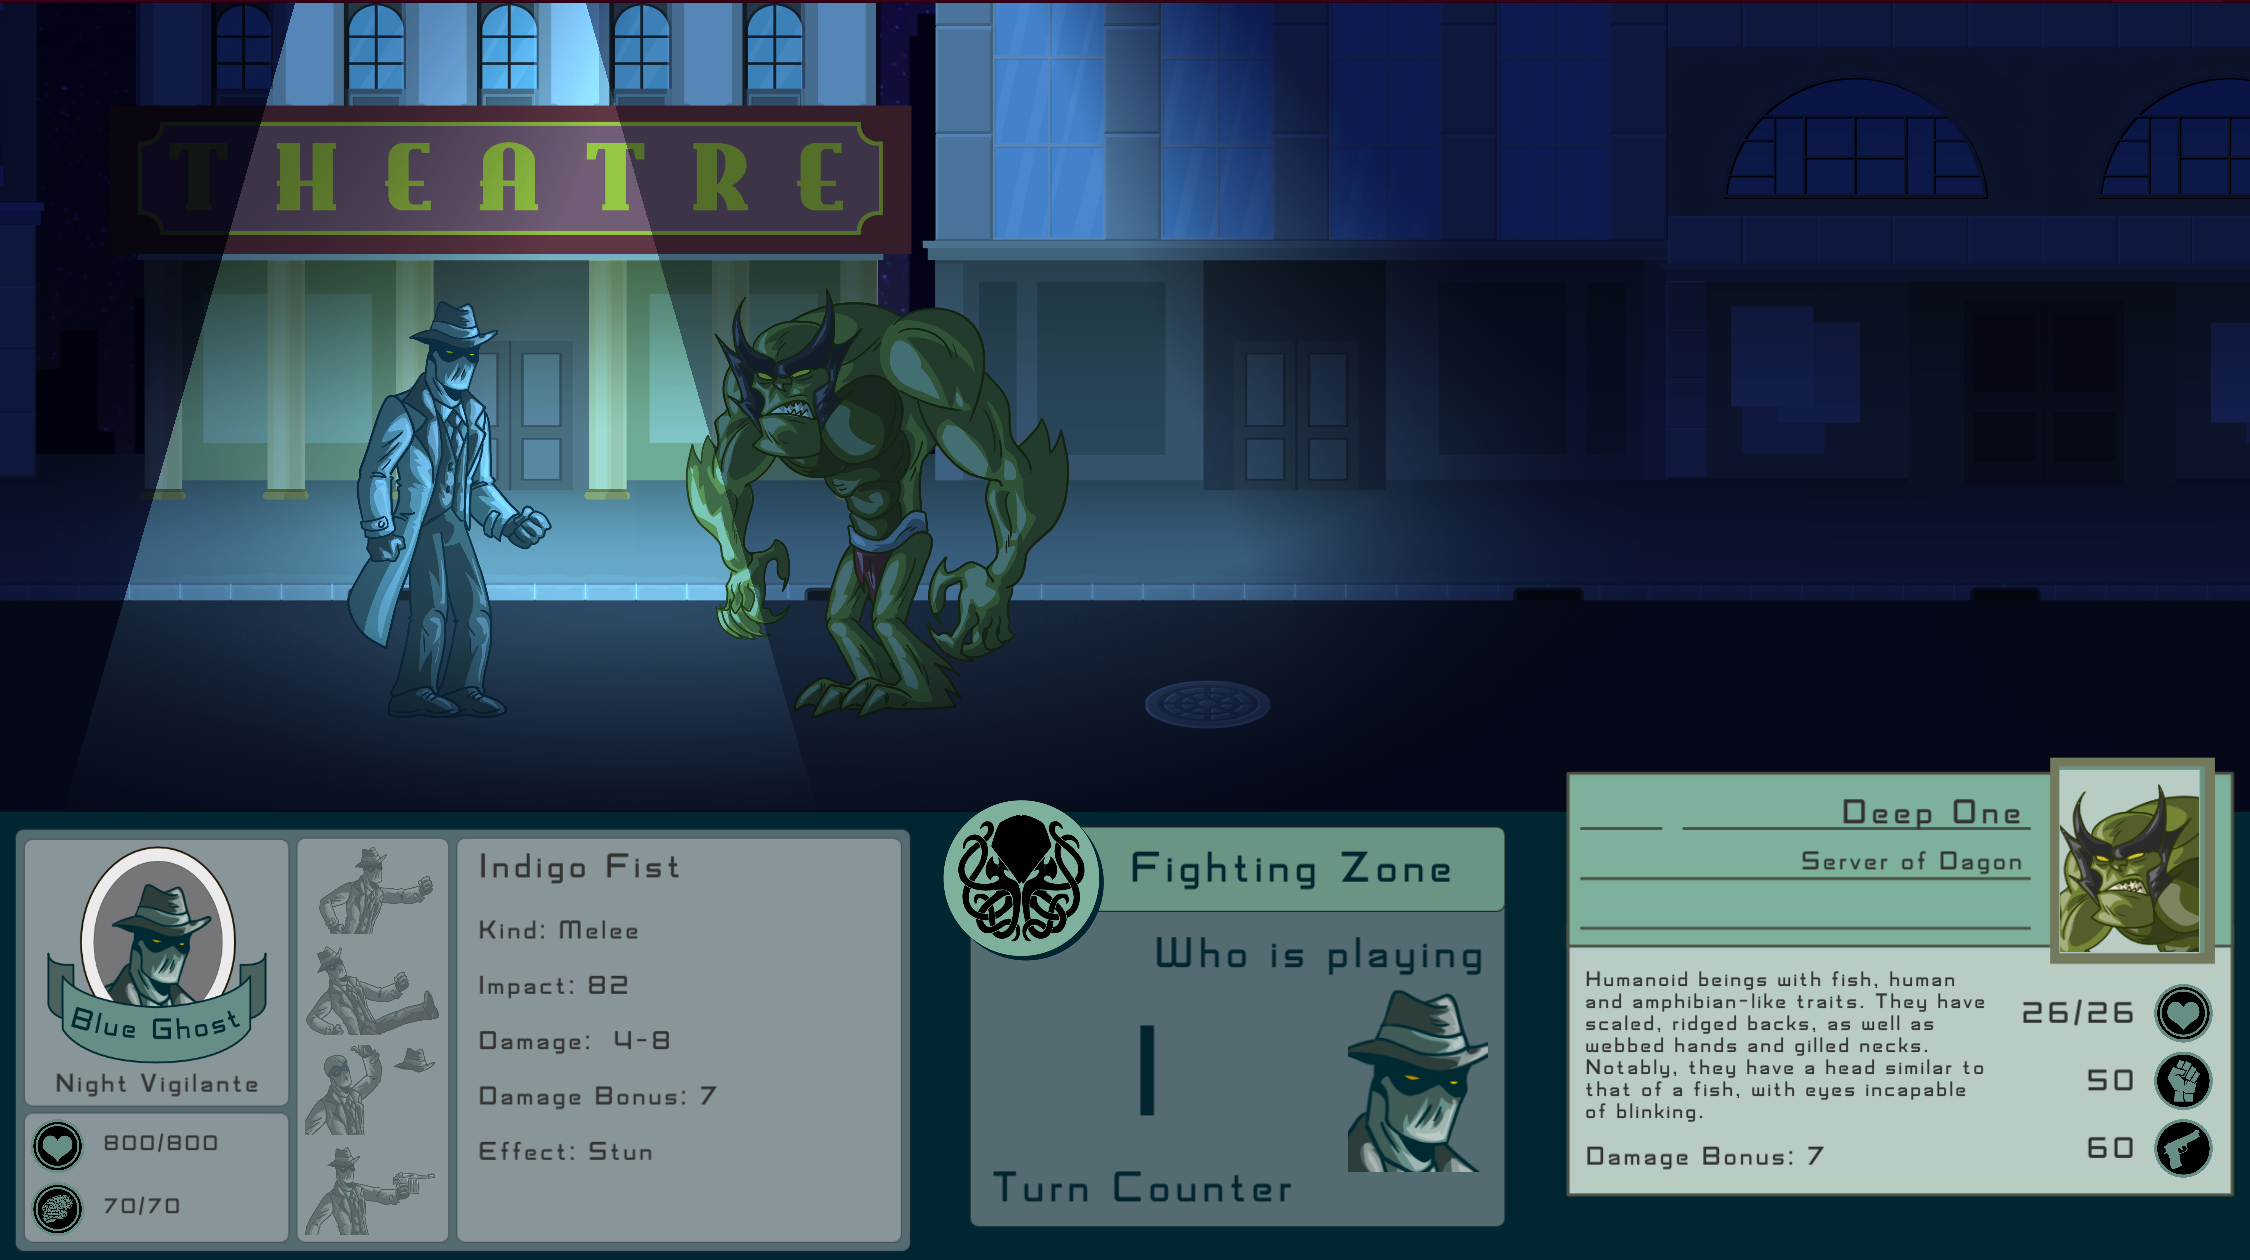 THEATRE
Blue Ghost
Night Vigilante
800/800
70/70
Indigo Fist
Kind: Melee
Impact: 82
Damage: 4-8
Damage Bonus: 7
Effect: Stun
Fighting Zone
Who is playing
1
Turn Counter
Deep One
Server of Dagon
Humanoid beings with fish, human
and amphibian-like traits. They have
scaled, ridged backs, as well as
webbed hands and gilled necks.
Notably, they have a head similar to
that of a fish, with eyes incapable
of blinking.
Damage Bonus: 7
26/26
50
60